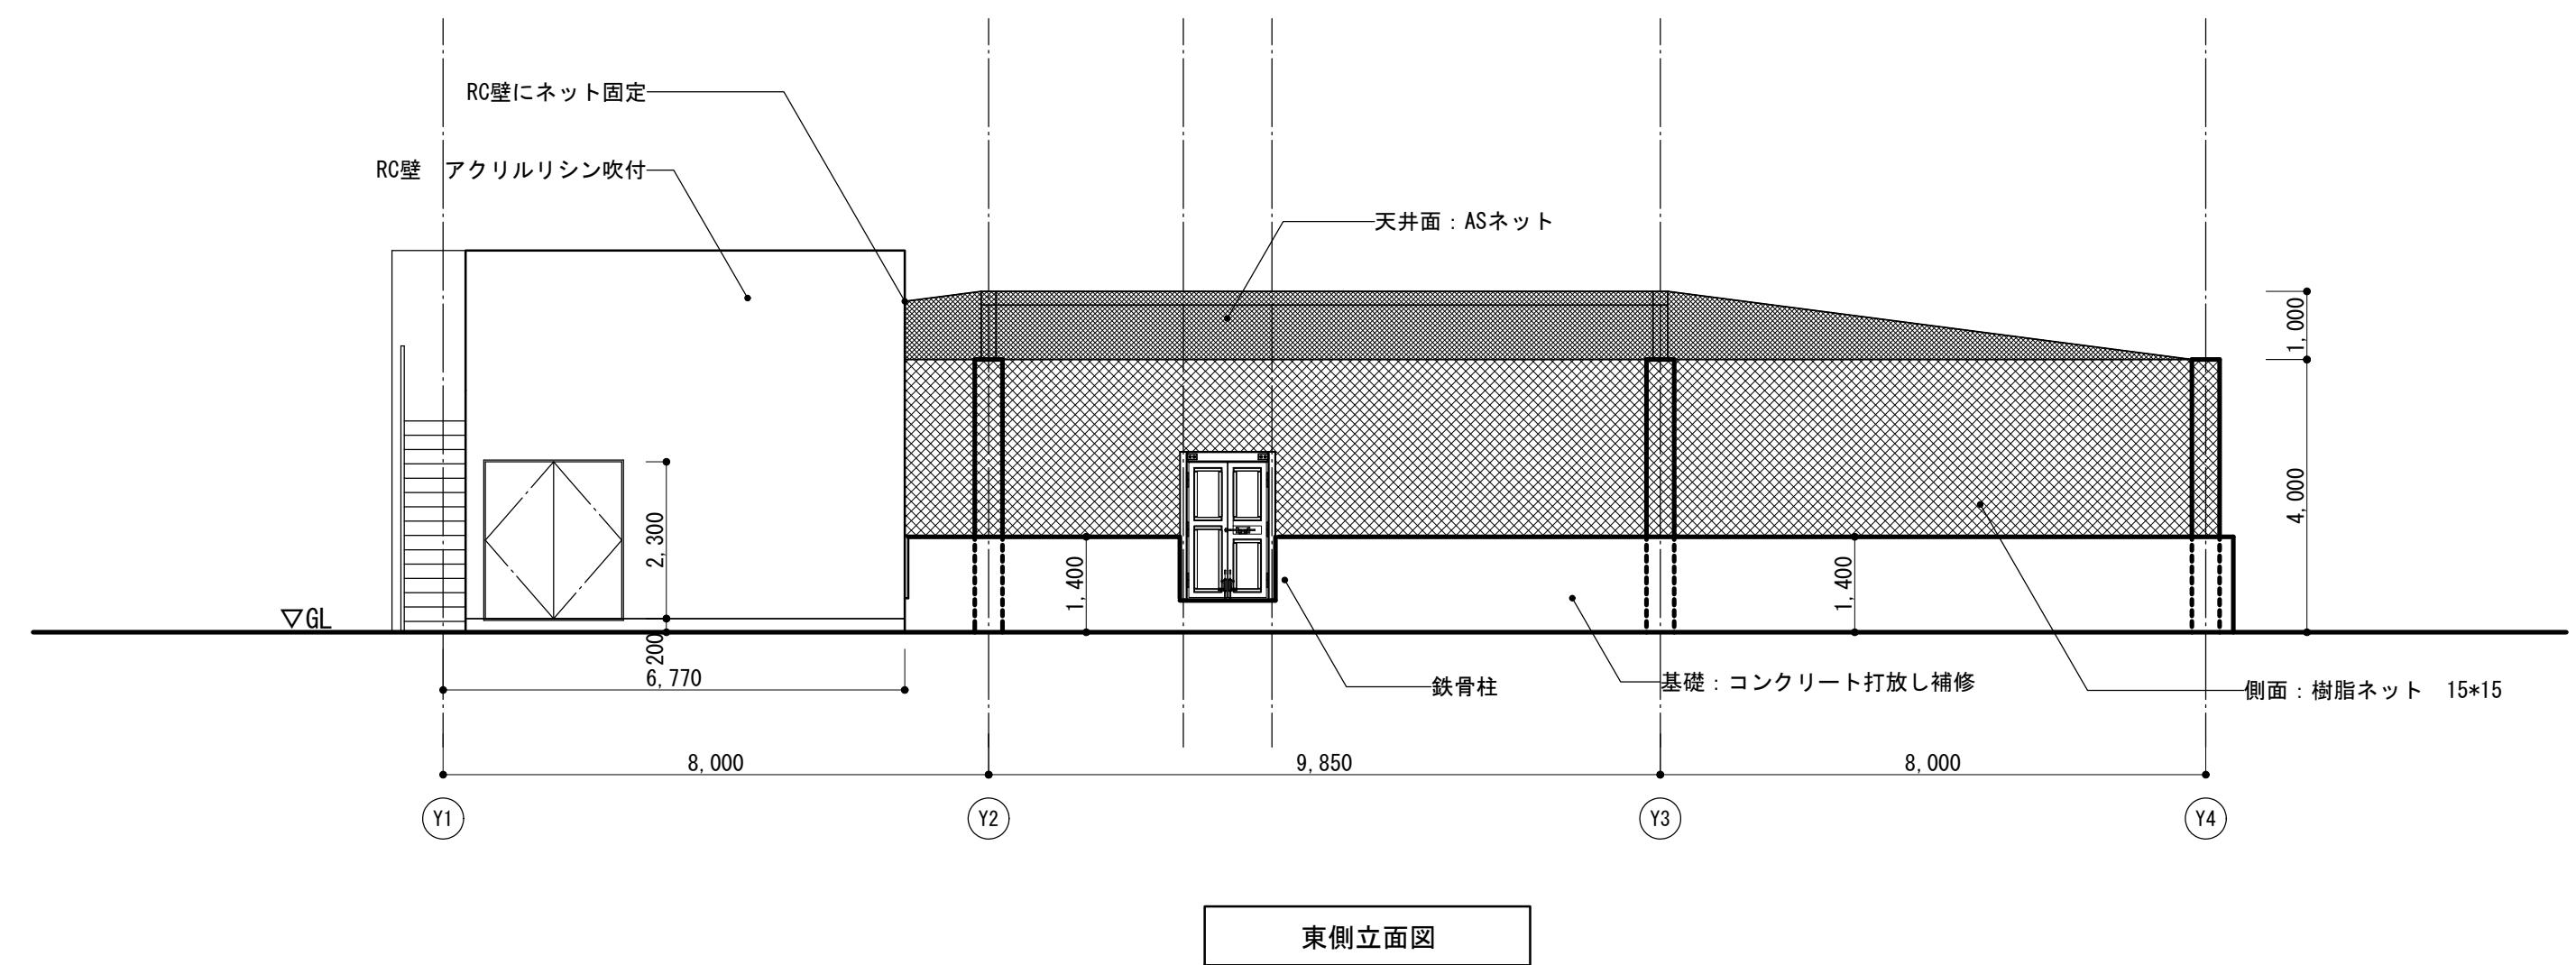 RC壁にネット固定
RC壁　アクリルリシン吹付
天井面：ASネット
1,000
4,000
2,300
1,400
1,400
▽GL
200
6,770
鉄骨柱
基礎：コンクリート打放し補修
側面：樹脂ネット　15*15
8,000
9,850
8,000
Y1
Y2
Y3
Y4
東側立面図